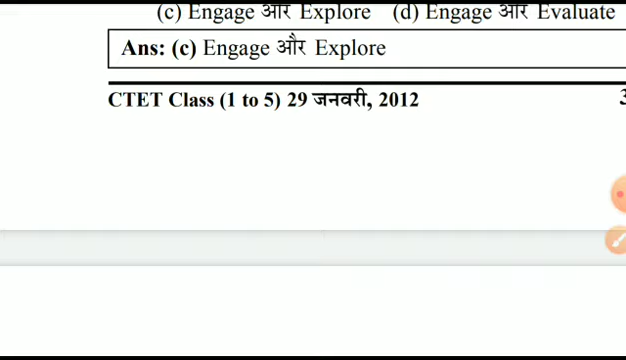 (c) Engage और Explore (d) Engage और Evaluate
Ans: (c) Engage और Explore
CTET Class (1 to 5) 29 जनवरी, 2012